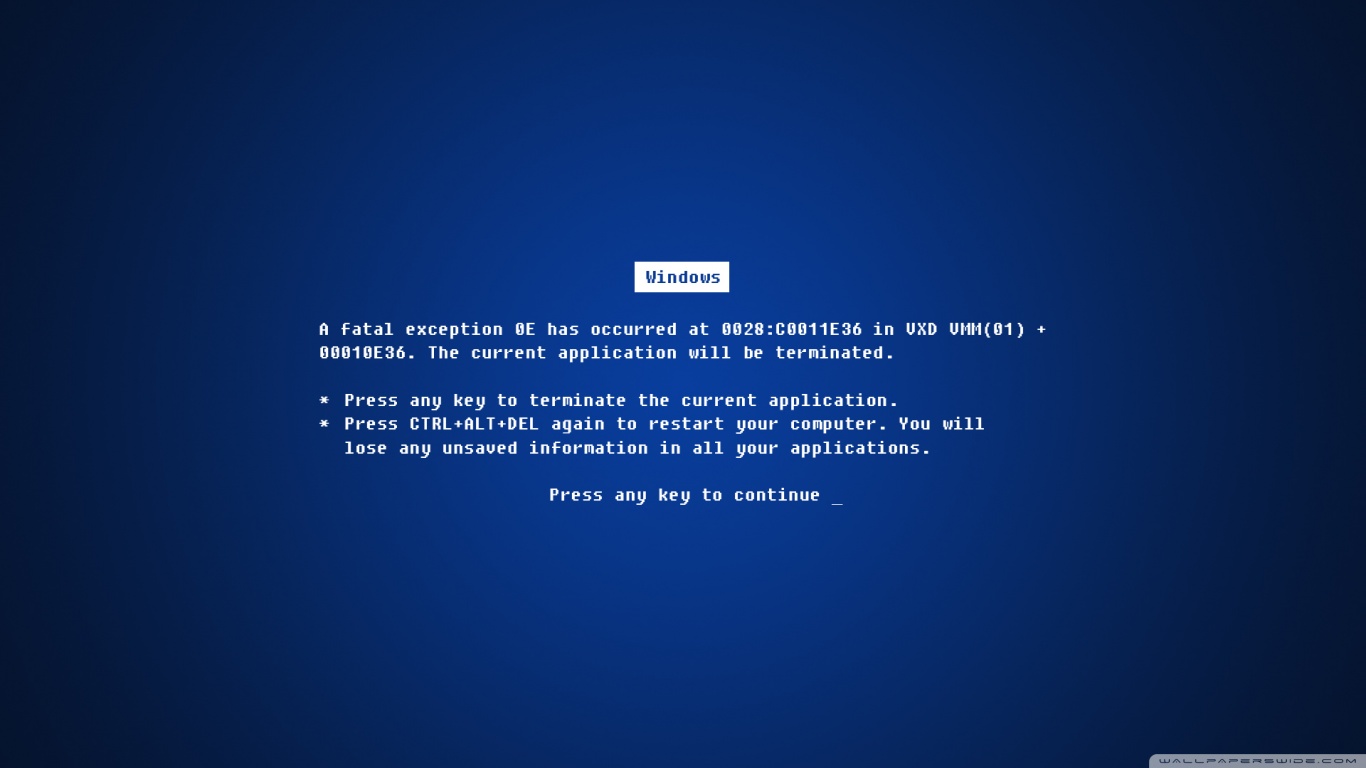 Windows
A fatal exception 0E has occurred at 0028:C0011E36 in VXD VMM(01) +
00010E36. The current application will be terminated.
* Press any key to terminate the current application.
* Press CTRL+ALT+DEL again to restart your computer. You will
lose any unsaved information in all your applications.
Press any key to continue _
WALLPAPERSWIDE.COM